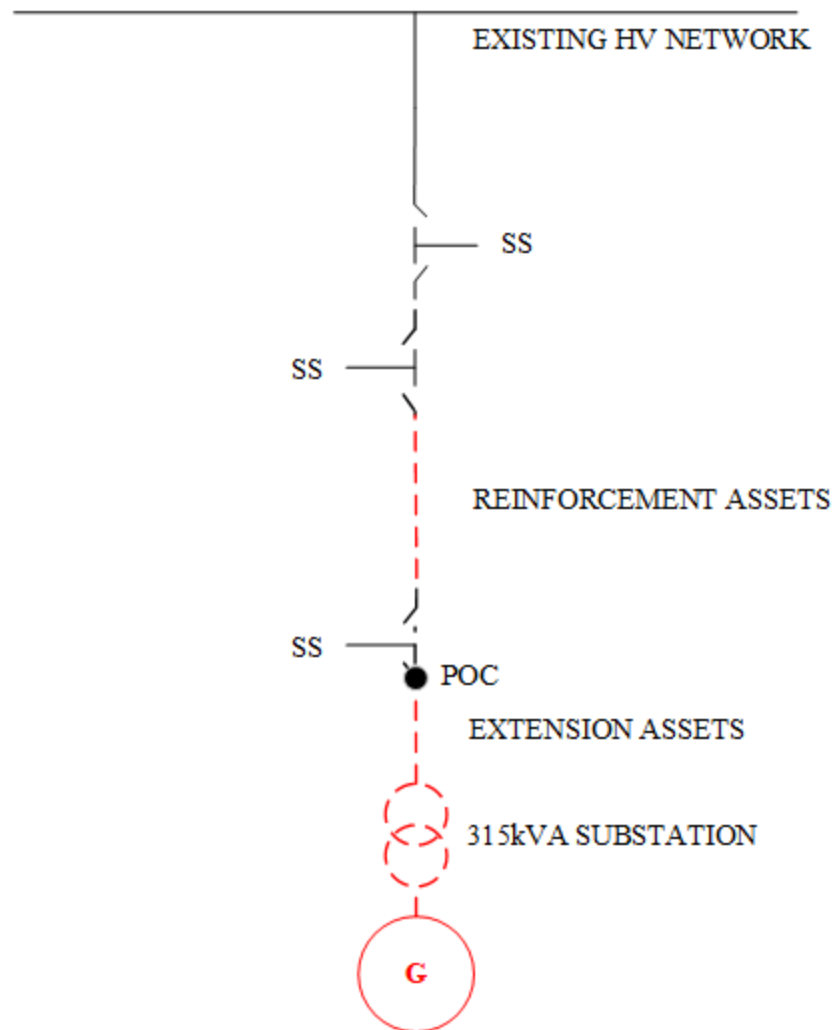 EXISTING HV NETWORK
SS
SS
REINFORCEMENT ASSETS
SS
POC
EXTENSION ASSETS
315kVA SUBSTATION
G